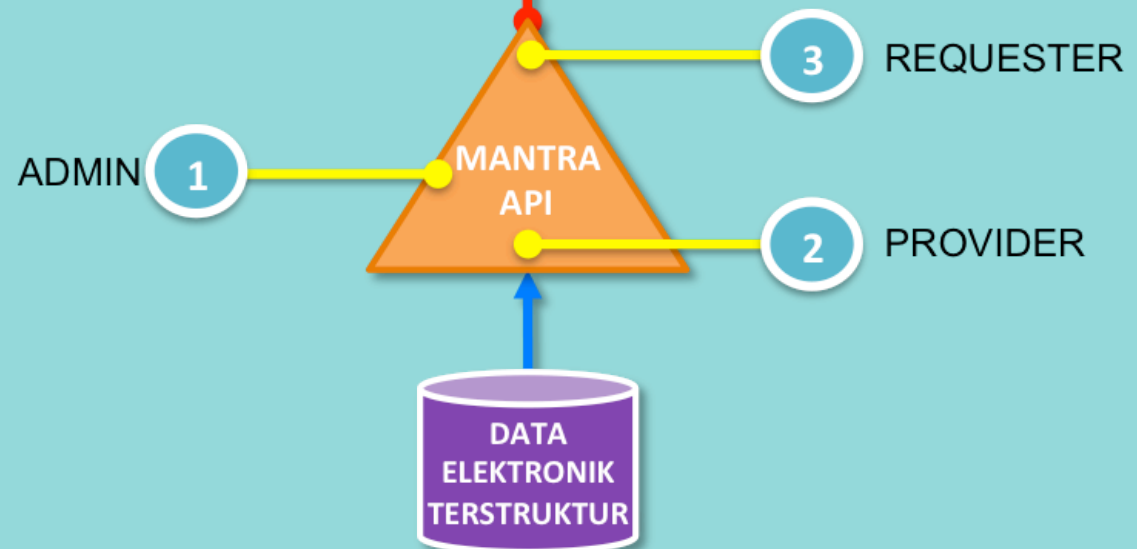 3 REQUESTER
ADMIN 1
MANTRA
API
2 PROVIDER
DATA
ELEKTRONIK
TERSTRUKTUR